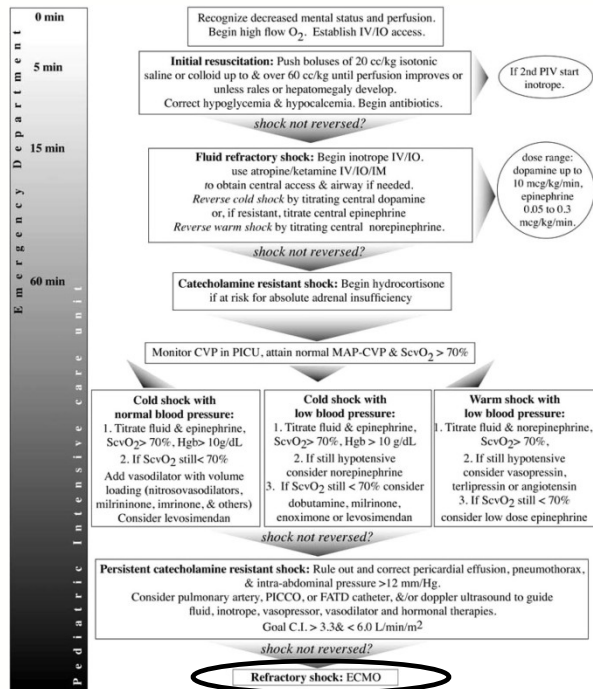 0 min
Recognize decreased mental status and perfusion.
Begin high flow O2. Establish IV/IO access.
5 min
Initial resuscitation: Push boluses of 20 cc/kg isotonic
saline or colloid up to & over 60 cc/kg until perfusion improves or
unless rales or hepatomegaly develop.
Correct hypoglycemia & hypocalcemia. Begin antibiotics.
If 2nd PIV start
inotrope.
shock not reversed?
15 min
Fluid refractory shock: Begin inotrope IV/IO.
use atropine/ketamine IV/IO/IM
to obtain central access & airway if needed.
Reverse cold shock by titrating central dopamine
or, if resistant, titrate central epinephrine
Reverse warm shock by titrating central norepinephrine.
dose range:
dopamine up to
10 mcg/kg/min,
epinephrine
0.05 to 0.3
mcg/kg/min.
shock not reversed?
60 min
Catecholamine resistant shock: Begin hydrocortisone
if at risk for absolute adrenal insufficiency
Monitor CVP in PICU, attain normal MAP-CVP & ScvO2 > 70%
Cold shock with
normal blood pressure:
1. Titrate fluid & epinephrine,
ScvO2> 70%, Hgb> 10g/dL
2. If ScvO2 still< 70%
Add vasodilator with volume
loading (nitrosovasodilators,
milrininone, imrinone, & others)
Consider levosimendan
Cold shock with
low blood pressure:
1. Titrate fluid & epinephrine,
ScvO2> 70%, Hgb> 10 g/dL
2. If still hypotensive
consider norepinephrine
3. If ScvO2 still < 70% consider
dobutamine, milrinone,
enoximone or levosimendan
Warm shock with
low blood pressure:
1. Titrate fluid & norepinephrine,
ScvO2> 70%,
2. If still hypotensive
consider vasopressin,
terlipressin or angiotensin
3. If ScvO2 still < 70%
consider low dose epinephrine
shock not reversed?
Persistent catecholamine resistant shock: Rule out and correct pericardial effusion, pneumothorax,
& intra-abdominal pressure >12 mm/Hg.
Consider pulmonary artery, PICCO, or FATD catheter, &/or doppler ultrasound to guide
fluid, inotrope, vasopressor, vasodilator and hormonal therapies.
Goal C.I. > 3.3& < 6.0 L/min/m2
shock not reversed?
Refractory shock: ECMO
Emergency Department
Pediatric Intensive care unit